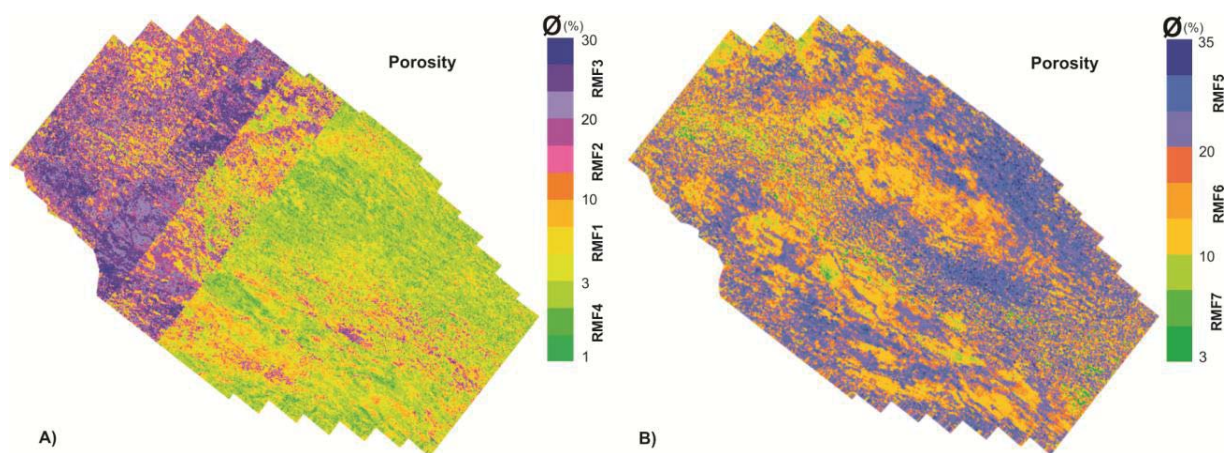 Ø(%)
30
RMF3
20
RMF2
10
RMF1
3
RMF4
1
Porosity
A)
Ø(%)
35
RMF5
20
RMF6
10
RMF7
3
Porosity
B)